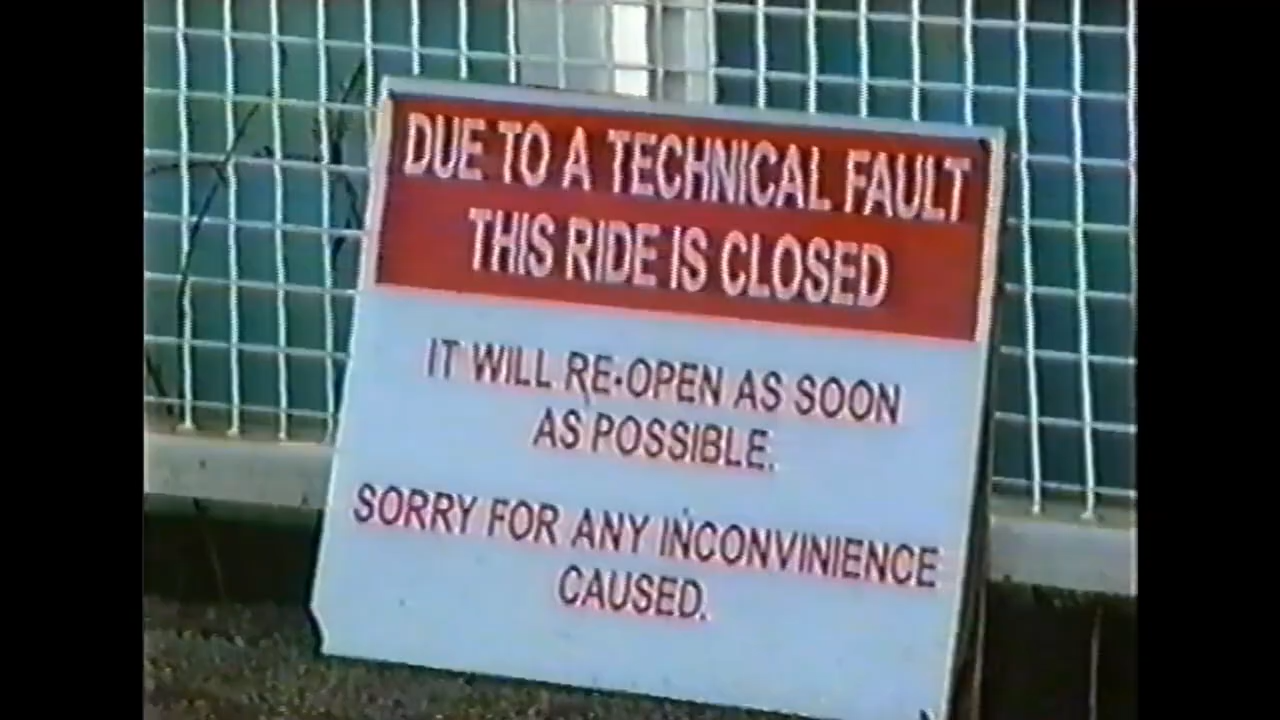 DUE TO A TECHNICAL FAULT
THIS RIDE IS CLOSED
IT WILL RE-OPEN AS SOON
AS POSSIBLE.
SORRY FOR ANY INCONVINIENCE
CAUSED.